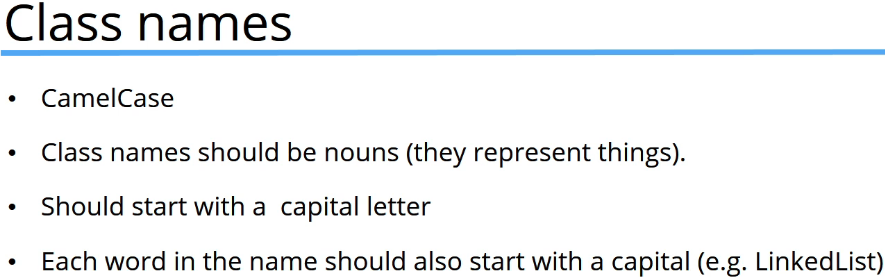 Class names
• CamelCase
• Class names should be nouns (they represent things).
• Should start with a  capital letter
• Each word in the name should also start with a capital (e.g. LinkedList)